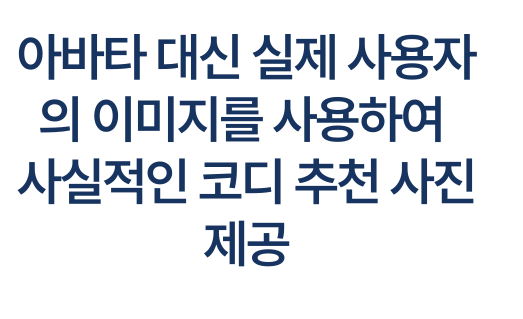 아바타 대신 실제 사용자
의 이미지를 사용하여
사실적인 코디 추천 사진
제공